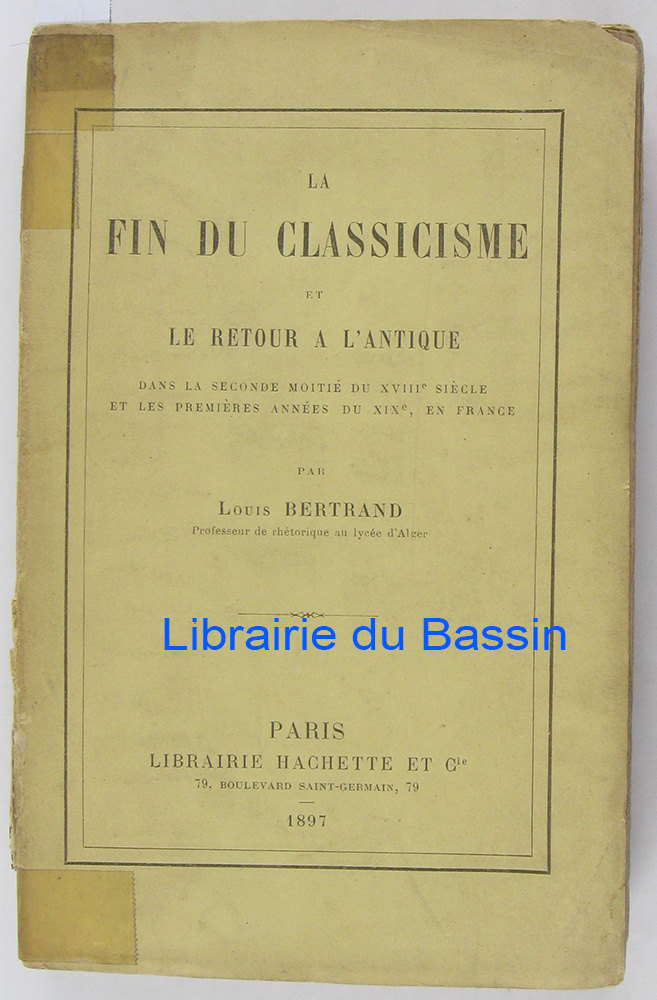 LA
FIN DU CLASSICISME
ET
LE RETOUR A L'ANTIQUE
DANS LA SECONDE MOITIÉ DU XVIIIe SIÈCLE
ET LES PREMIÈRES ANNÉES DU XIXe, EN FRANCE
PAR
LOUIS BERTRAND
Professeur de rhétorique au lycée d'Alger
Librairie du Bassin
PARIS
LIBRAIRIE HACHETTE ET Cie
79, BOULEVARD SAINT-GERMAIN, 79
1897